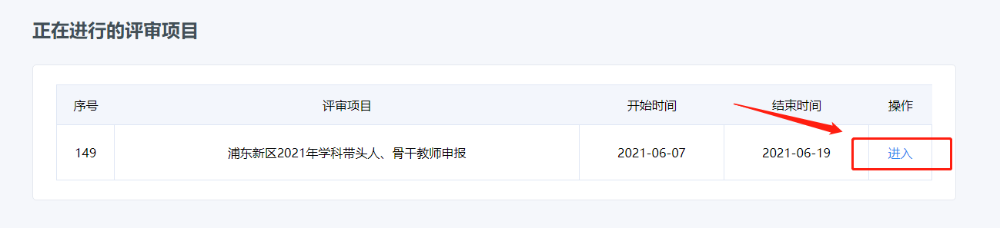 正在进行的评审项目
序号 评审项目 开始时间 结束时间 操作
149 浦东新区2021年学科带头人、骨干教师申报 2021-06-07 2021-06-19 进入